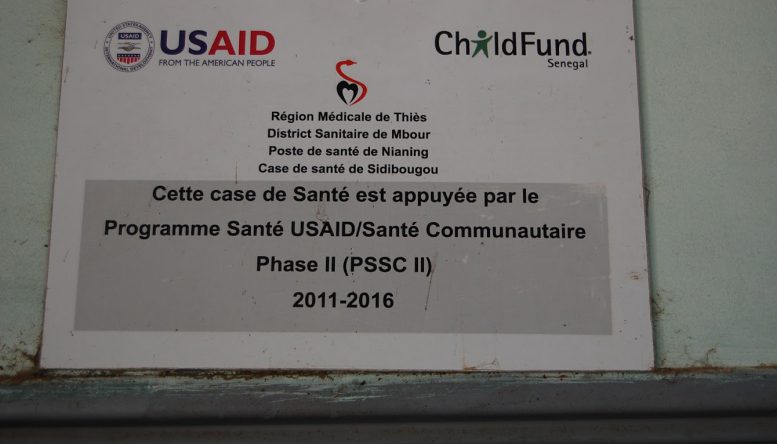 USAID
FROM THE AMERICAN PEOPLE
ChildFund
Senegal
Région Médicale de Thiès
District Sanitaire de Mbour
Poste de santé de Nianing
Case de santé de Sidibougou
Cette case de Santé est appuyée par le
Programme Santé USAID/Santé Communautaire
Phase II (PSSC II)
2011-2016